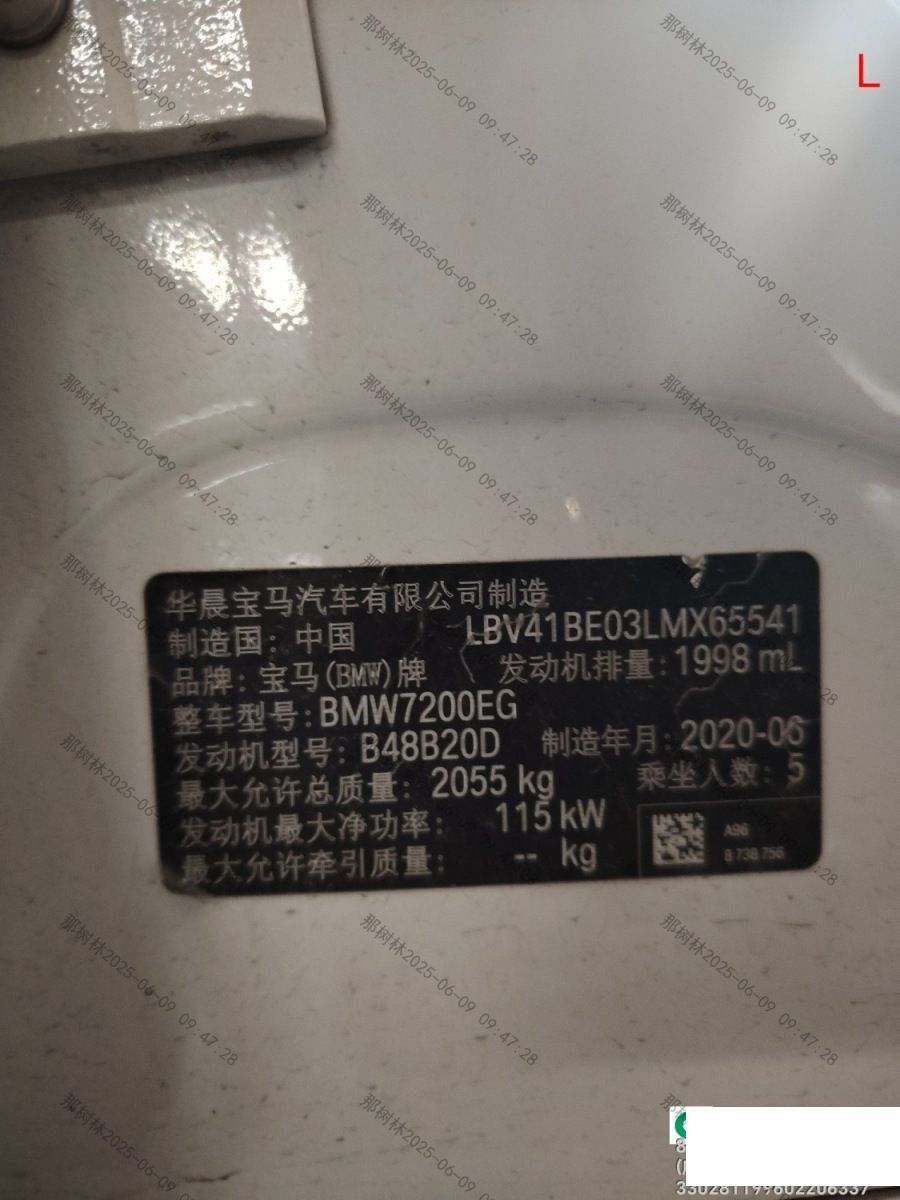 L
华晨宝马汽车有限公司制造
制造国：中国 LBV41BE03LMX65541
品牌：宝马(BMW)牌 发动机排量：1998 mL
整车型号：BMW7200EG
发动机型号：B48B20D 制造年月：2020-06
最大允许总质量：2055 kg 乘坐人数：5
发动机最大净功率：115 kW
最大允许牵引质量：-- kg
A96
8 738 756
那树林2025-06-09 09:47:28
330281199602206337